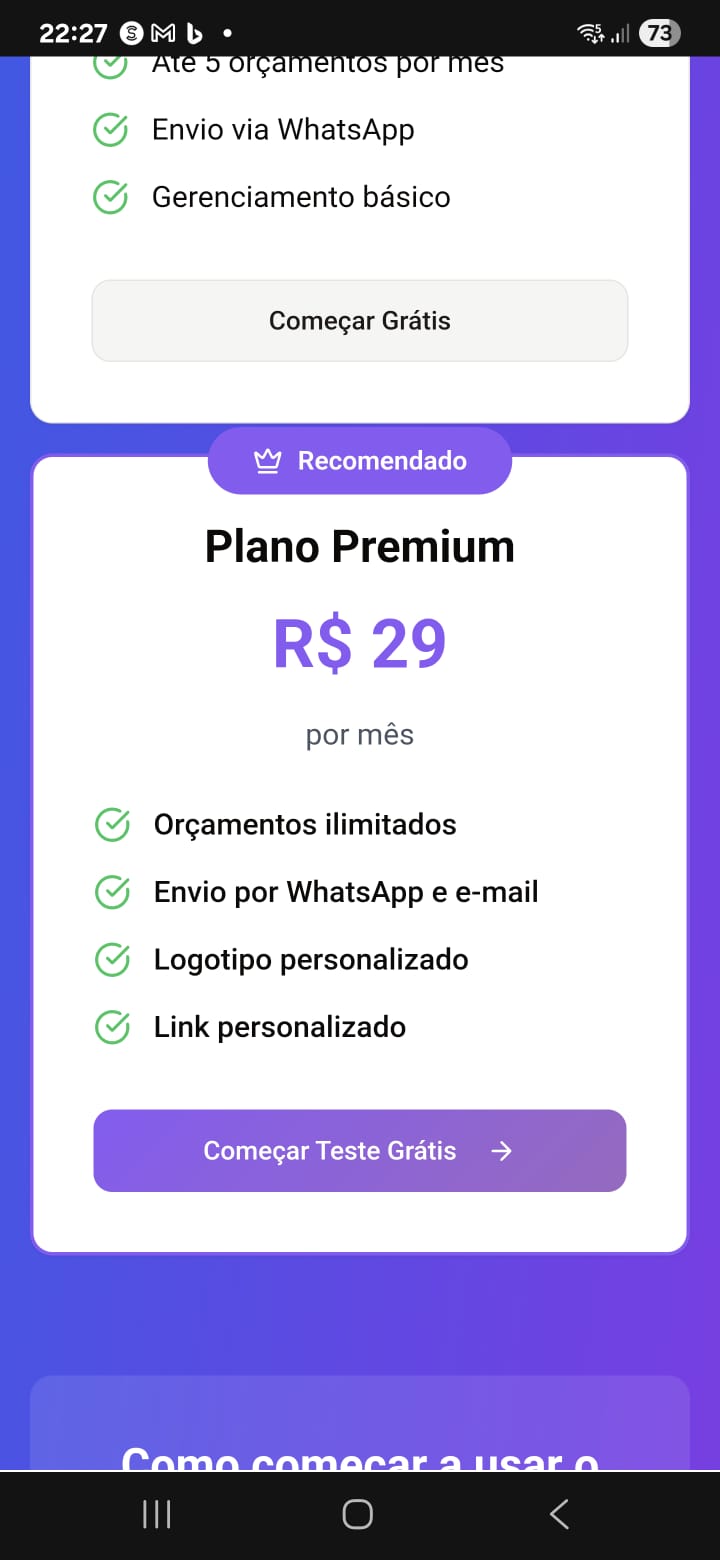 22:27
73
Até 5 orçamentos por mês
Envio via WhatsApp
Gerenciamento básico
Começar Grátis
Recomendado
Plano Premium
R$ 29
por mês
Orçamentos ilimitados
Envio por WhatsApp e e-mail
Logotipo personalizado
Link personalizado
Começar Teste Grátis
Como começar a usar o